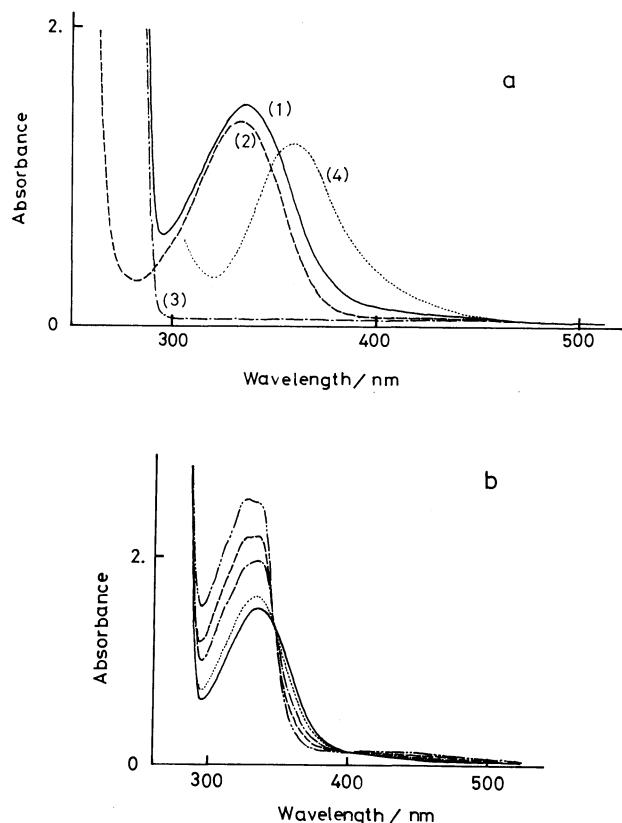 2.
a
(1)
(2)
(4)
(3)
0
300
400
500
Absorbance
Wavelength/ nm
b
2.
0
300
400
500
Absorbance
Wavelength / nm